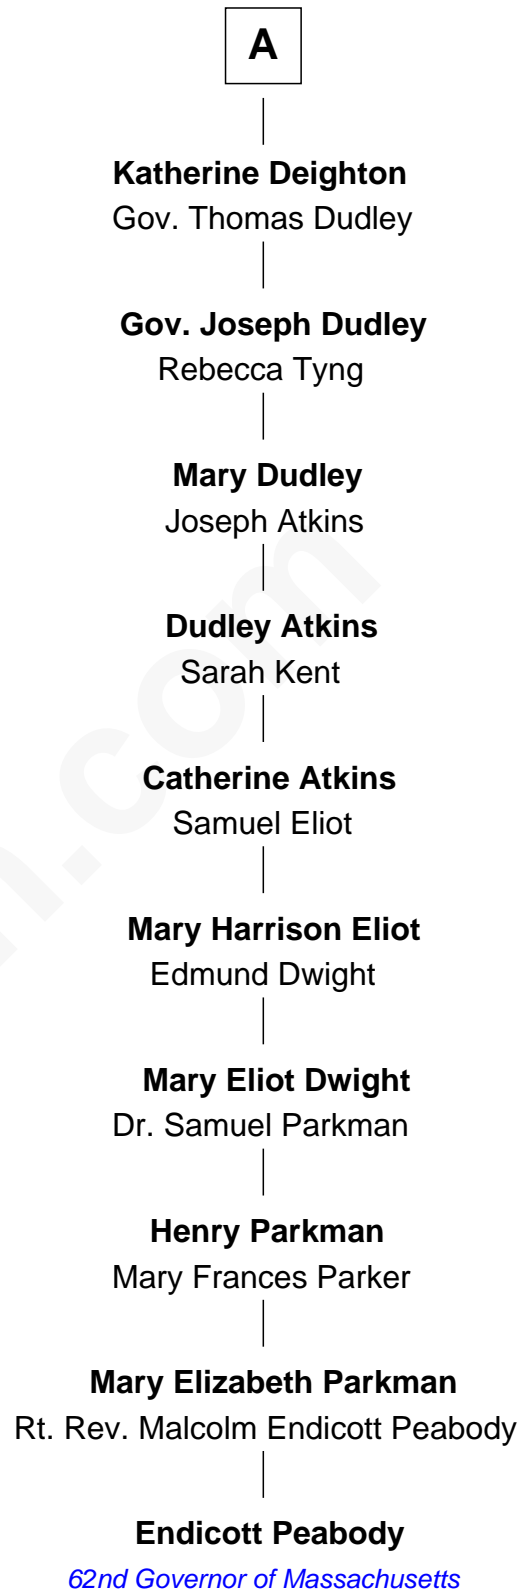 A
Katherine Deighton
Gov. Thomas Dudley
Gov. Joseph Dudley
Rebecca Tyng
Mary Dudley
Joseph Atkins
Dudley Atkins
Sarah Kent
Catherine Atkins
Samuel Eliot
Mary Harrison Eliot
Edmund Dwight
Mary Eliot Dwight
Dr. Samuel Parkman
Henry Parkman
Mary Frances Parker
Mary Elizabeth Parkman
Rt. Rev. Malcolm Endicott Peabody
Endicott Peabody
62nd Governor of Massachusetts